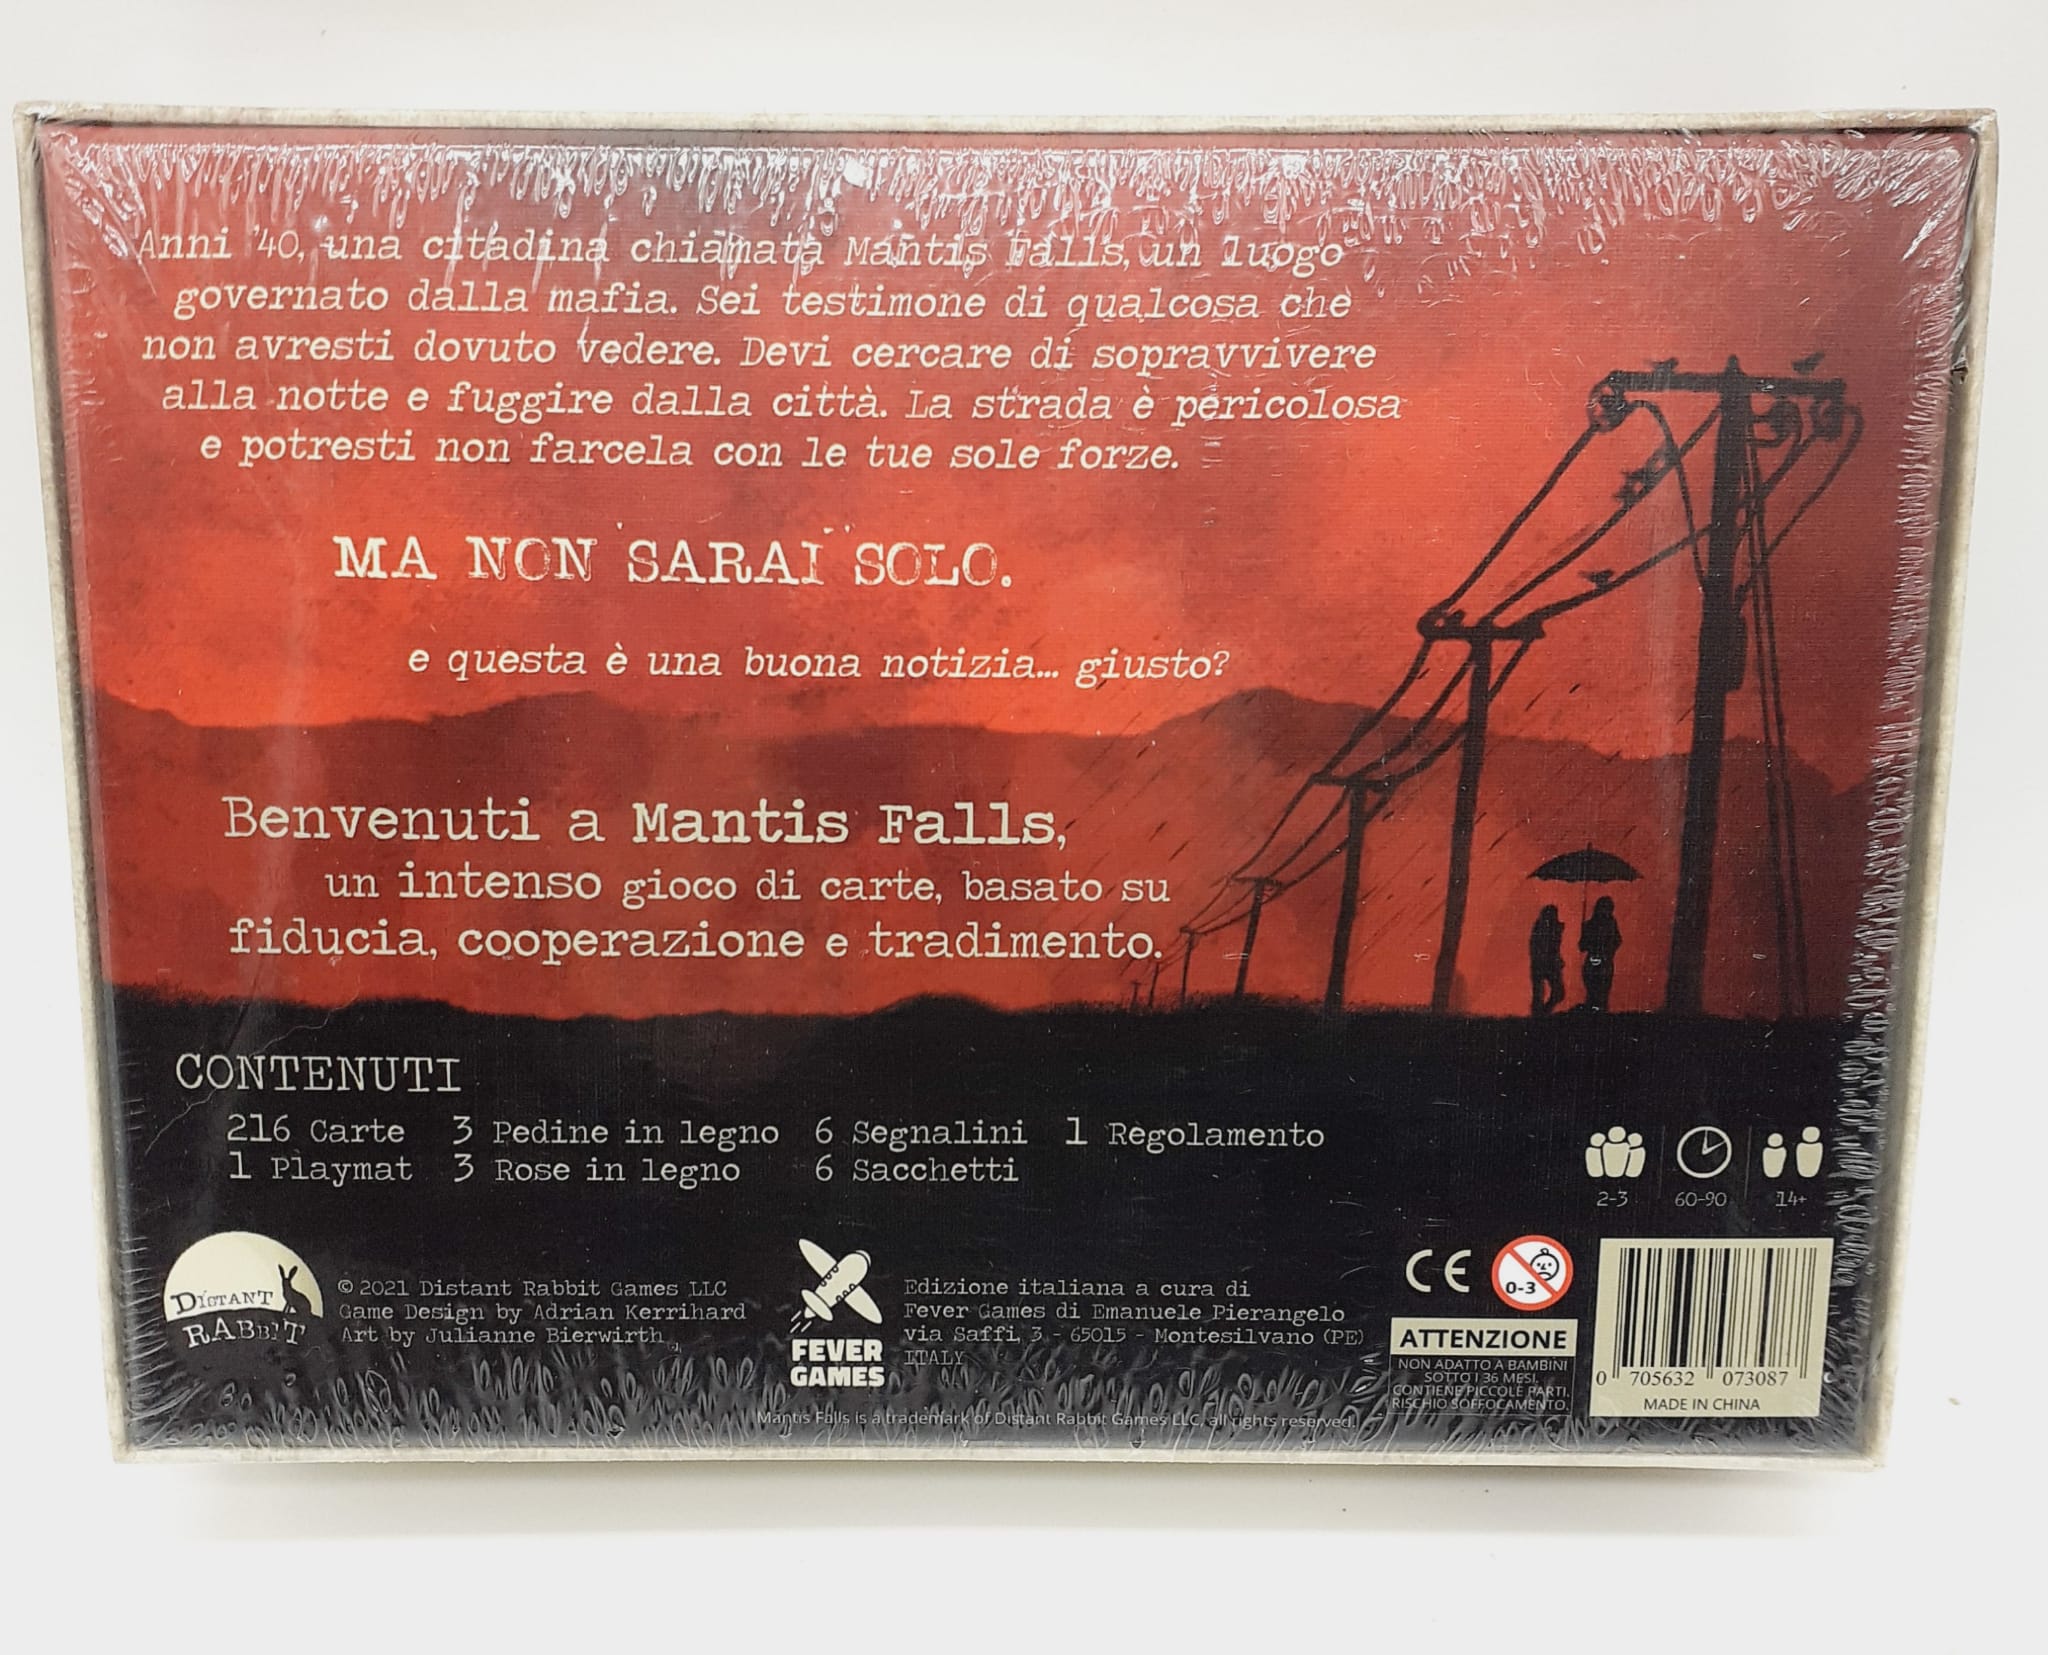 Anni '40, una cittadina chiamata Mantis Falls, un luogo
governato dalla mafia. Sei testimone di qualcosa che
non avresti dovuto vedere. Devi cercare di sopravvivere
alla notte e fuggire dalla città. La strada è pericolosa
e potresti non farcela con le tue sole forze.
MA NON SARAI SOLO.
e questa è una buona notizia... giusto?
Benvenuti a Mantis Falls,
un intenso gioco di carte, basato su
fiducia, cooperazione e tradimento.
CONTENUTI
216 Carte 3 Pedine in legno 6 Segnalini 1 Regolamento
1 Playmat 3 Rose in legno 6 Sacchetti
2-3 60-90 14+
DISTANT
RABBIT
© 2021 Distant Rabbit Games LLC
Game Design by Adrian Kerrihard
Art by Julianne Bierwirth
FEVER
GAMES
Edizione italiana a cura di
Fever Games di Emanuele Pierangelo
via Saffi, 3 - 65015 - Montesilvano (PE)
ITALY
CE
0-3
ATTENZIONE
NON ADATTO A BAMBINI
SOTTO I 36 MESI.
CONTIENE PICCOLE PARTI.
RISCHIO SOFFOCAMENTO.
0 705632 073087
MADE IN CHINA
Mantis Falls is a trademark of Distant Rabbit Games LLC, all rights reserved.